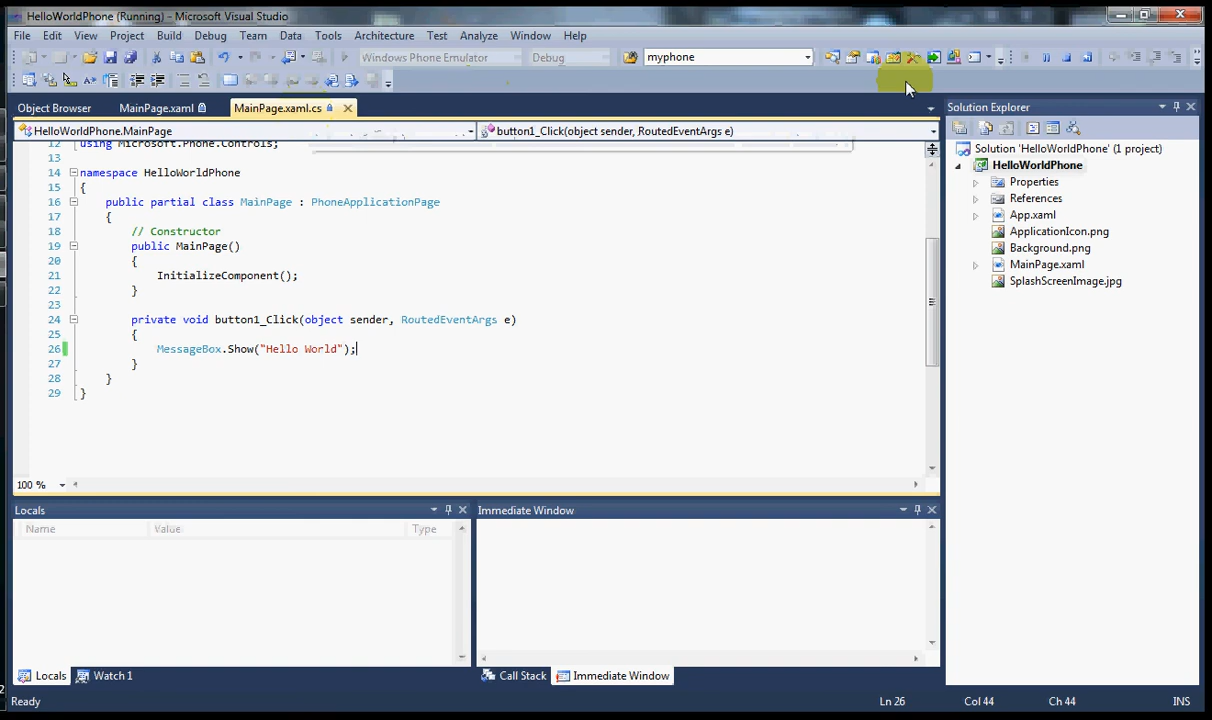 HelloWorldPhone (Running) - Microsoft Visual Studio
File Edit View Project Build Debug Team Data Tools Architecture Test Analyze Window Help
Windows Phone Emulator Debug myphone
Object Browser MainPage.xaml MainPage.xaml.cs
HelloWorldPhone.MainPage button1_Click(object sender, RoutedEventArgs e)
12 using Microsoft.Phone.Controls;
13
14 namespace HelloWorldPhone
15 {
16 public partial class MainPage : PhoneApplicationPage
17 {
18 // Constructor
19 public MainPage()
20 {
21 InitializeComponent();
22 }
23
24 private void button1_Click(object sender, RoutedEventArgs e)
25 {
26 MessageBox.Show("Hello World");
27 }
28 }
29 }
100 %
Solution Explorer
Solution 'HelloWorldPhone' (1 project)
HelloWorldPhone
Properties
References
App.xaml
ApplicationIcon.png
Background.png
MainPage.xaml
SplashScreenImage.jpg
Locals
Name Value Type
Immediate Window
Locals Watch 1
Call Stack Immediate Window
Ready Ln 26 Col 44 Ch 44 INS